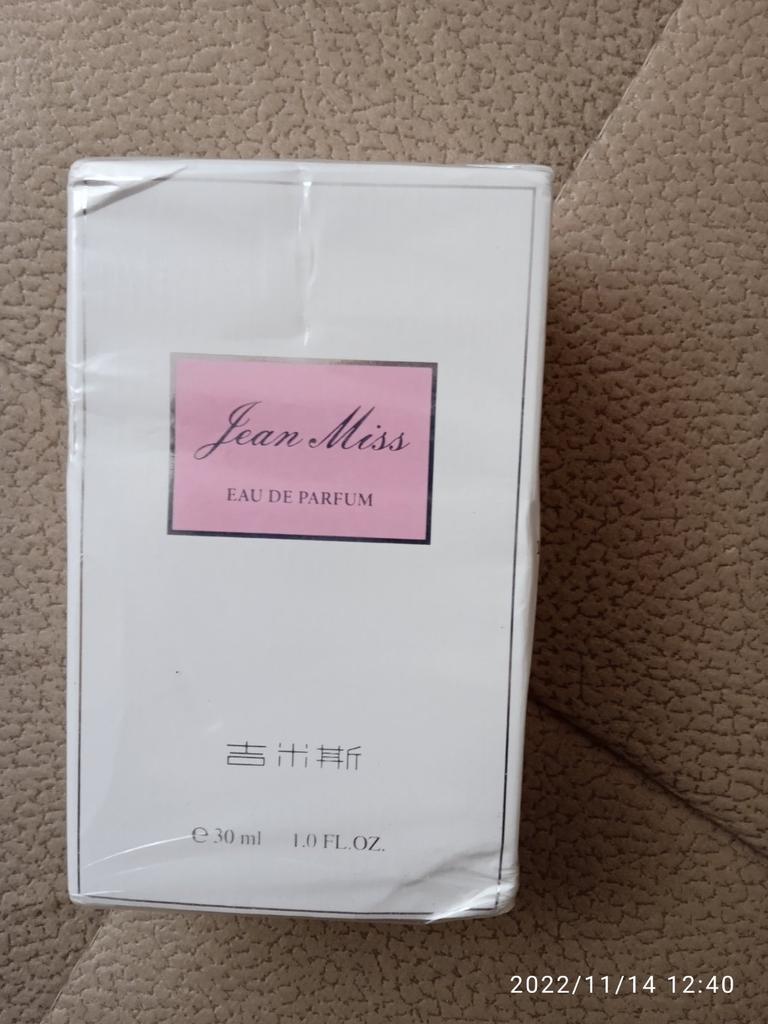 Jean Miss
EAU DE PARFUM
吉米斯
℮ 30 ml 1.0 FL.OZ.
2022/11/14 12:40